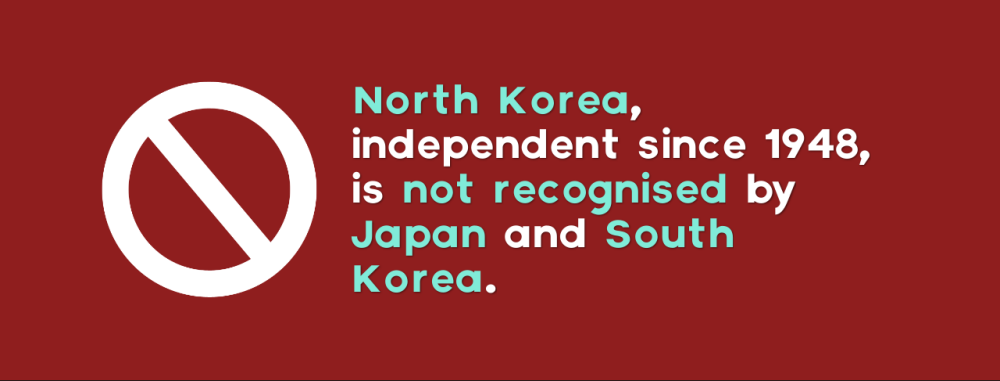 North Korea,
independent since 1948,
is not recognised by
Japan and South
Korea.